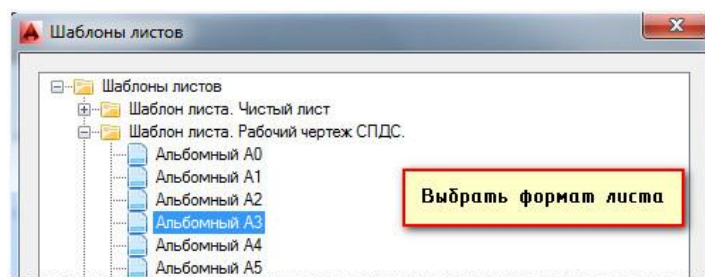 Шаблоны листов
Шаблоны листов
Шаблон листа. Чистый лист
Шаблон листа. Рабочий чертеж СПДС.
Альбомный А0
Альбомный А1
Альбомный А2
Альбомный А3
Альбомный А4
Альбомный А5
Выбрать формат листа